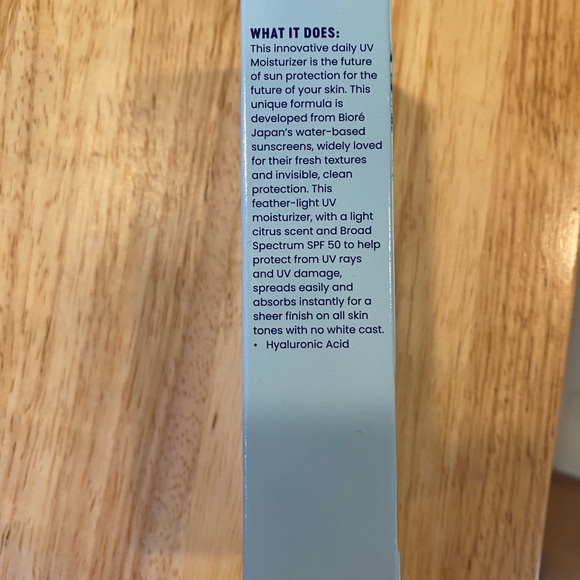 WHAT IT DOES:
This innovative daily UV
Moisturizer is the future
of sun protection for the
future of your skin. This
unique formula is
developed from Bioré
Japan's water-based
sunscreens, widely loved
for their fresh textures
and invisible, clean
protection. This
feather-light UV
moisturizer, with a light
citrus scent and Broad
Spectrum SPF 50 to help
protect from UV rays
and UV damage,
spreads easily and
absorbs instantly for a
sheer finish on all skin
tones with no white cast.
• Hyaluronic Acid